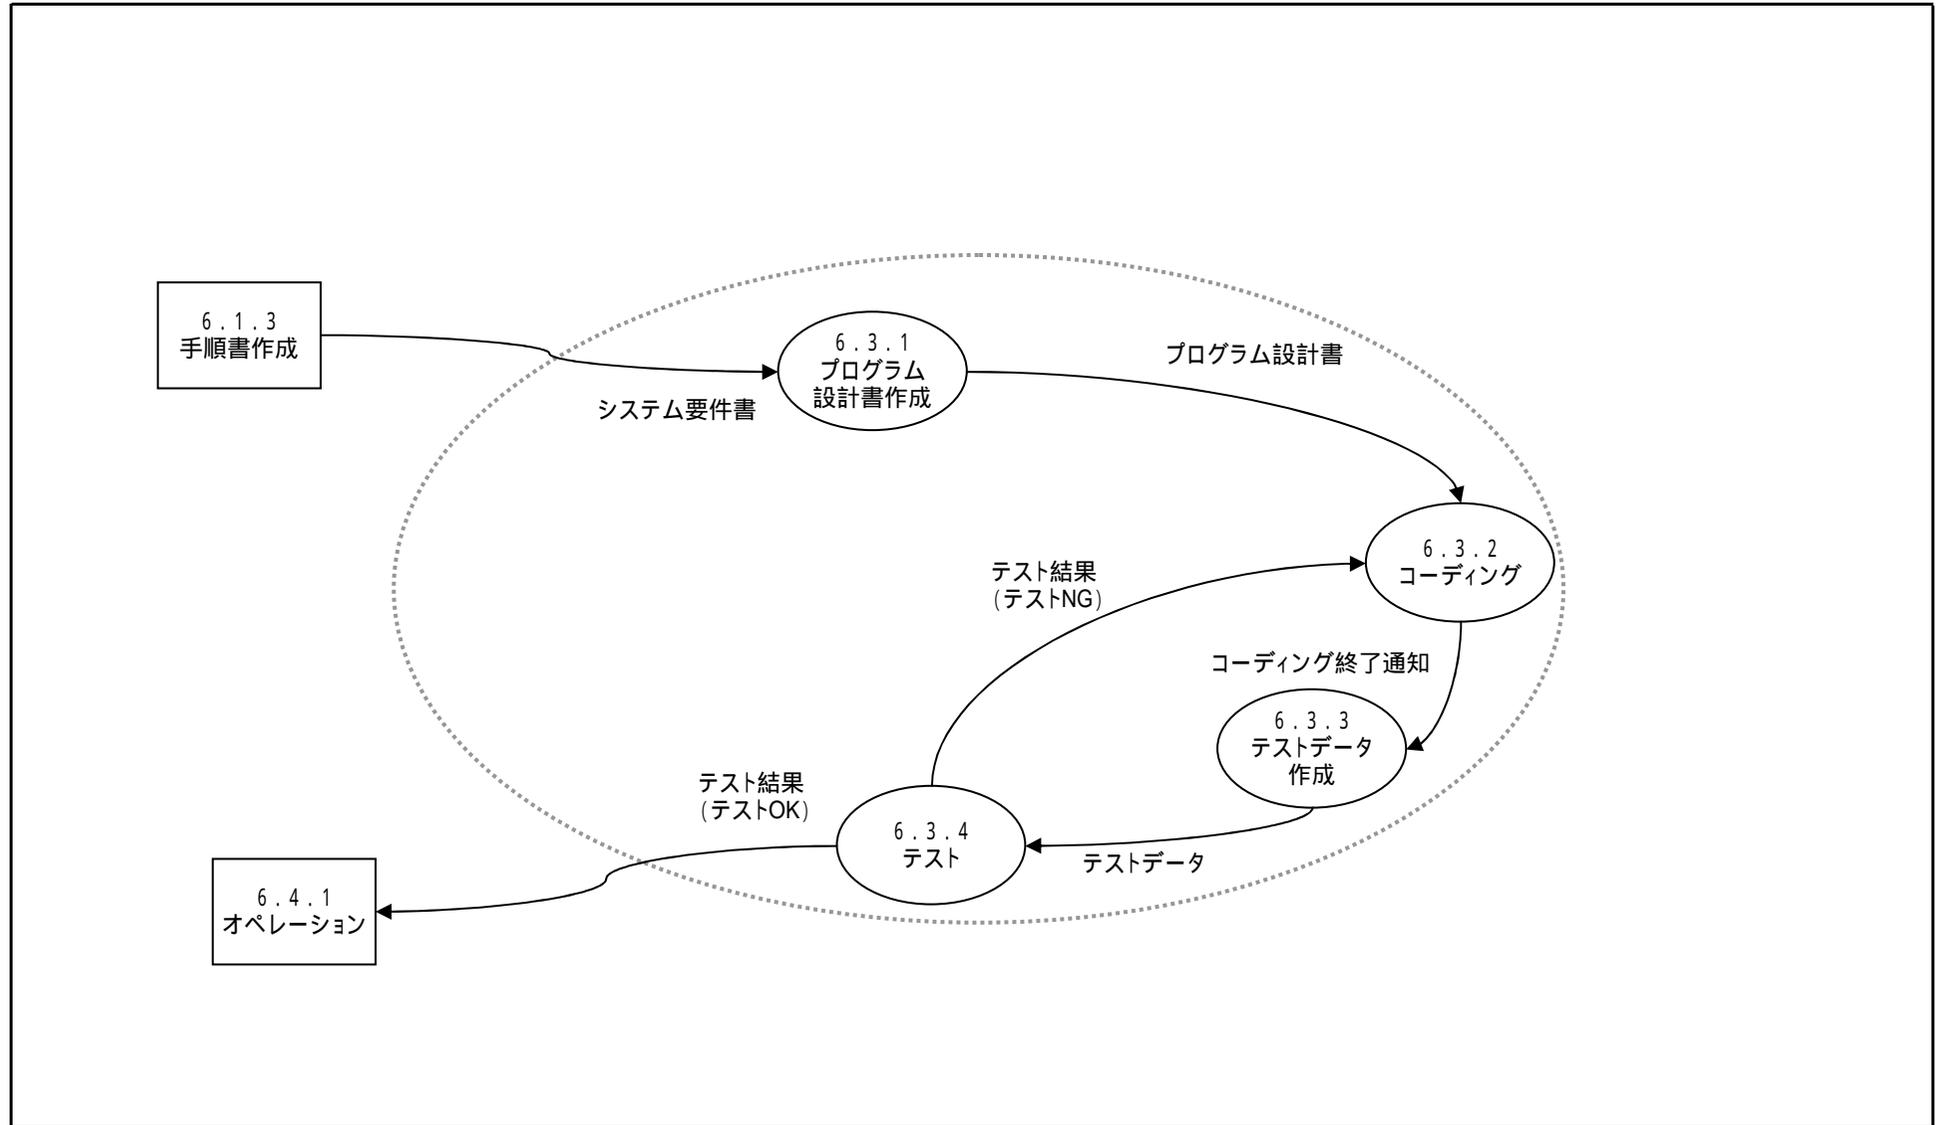 6.1.3
手順書作成
6.3.1
プログラム
設計書作成
プログラム設計書
システム要件書
6.3.2
コーディング
テスト結果
(テストNG)
コーディング終了通知
6.3.3
テストデータ
作成
テスト結果
(テストOK)
6.3.4
テスト
テストデータ
6.4.1
オペレーション